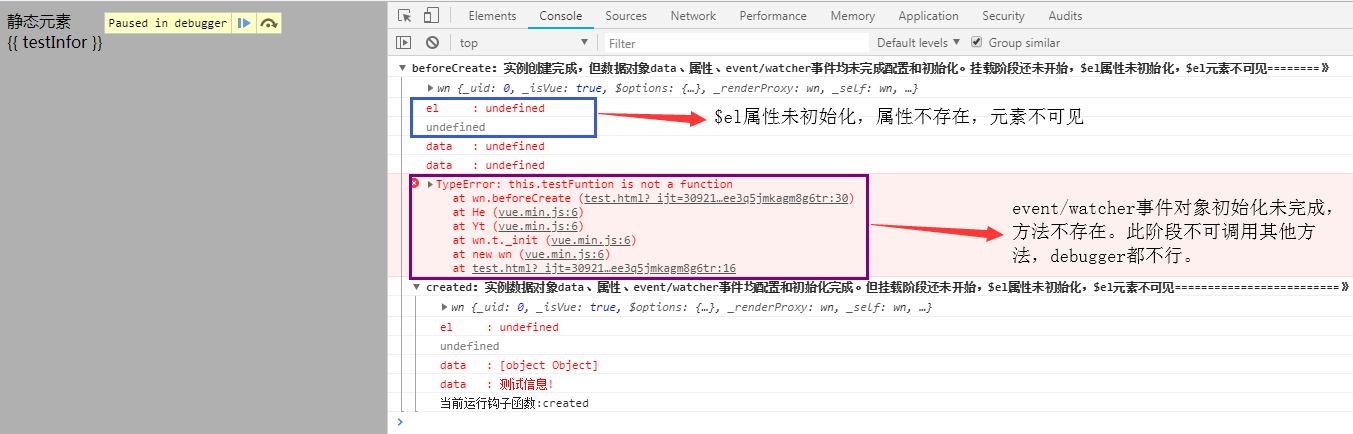 静态元素
Paused in debugger
{{ testInfor }}
Elements Console Sources Network Performance Memory Application Security Audits
top Filter Default levels Group similar
beforeCreate: 实例创建完成，但数据对象data、属性、event/watcher事件均未完成配置和初始化。挂载阶段还未开始，$el属性未初始化，$el元素不可见========》
wn {_uid: 0, _isVue: true, $options: {…}, _renderProxy: wn, _self: wn, …}
el : undefined
undefined
$el属性未初始化，属性不存在，元素不可见
data : undefined
data : undefined
TypeError: this.testFuntion is not a function
at wn.beforeCreate (test.html?_ijt=30921…ee3q5jmkagm8g6tr:30)
at He (vue.min.js:6)
at Yt (vue.min.js:6)
at wn.t._init (vue.min.js:6)
at new wn (vue.min.js:6)
at test.html?_ijt=30921…ee3q5jmkagm8g6tr:16
event/watcher事件对象初始化未完成，
方法不存在。此阶段不可调用其他方
法，debugger都不行。
created: 实例数据对象data、属性、event/watcher事件均配置和初始化完成。但挂载阶段还未开始，$el属性未初始化，$el元素不可见==========================》
wn {_uid: 0, _isVue: true, $options: {…}, _renderProxy: wn, _self: wn, …}
el : undefined
undefined
data : [object Object]
data : 测试信息!
当前运行钩子函数:created